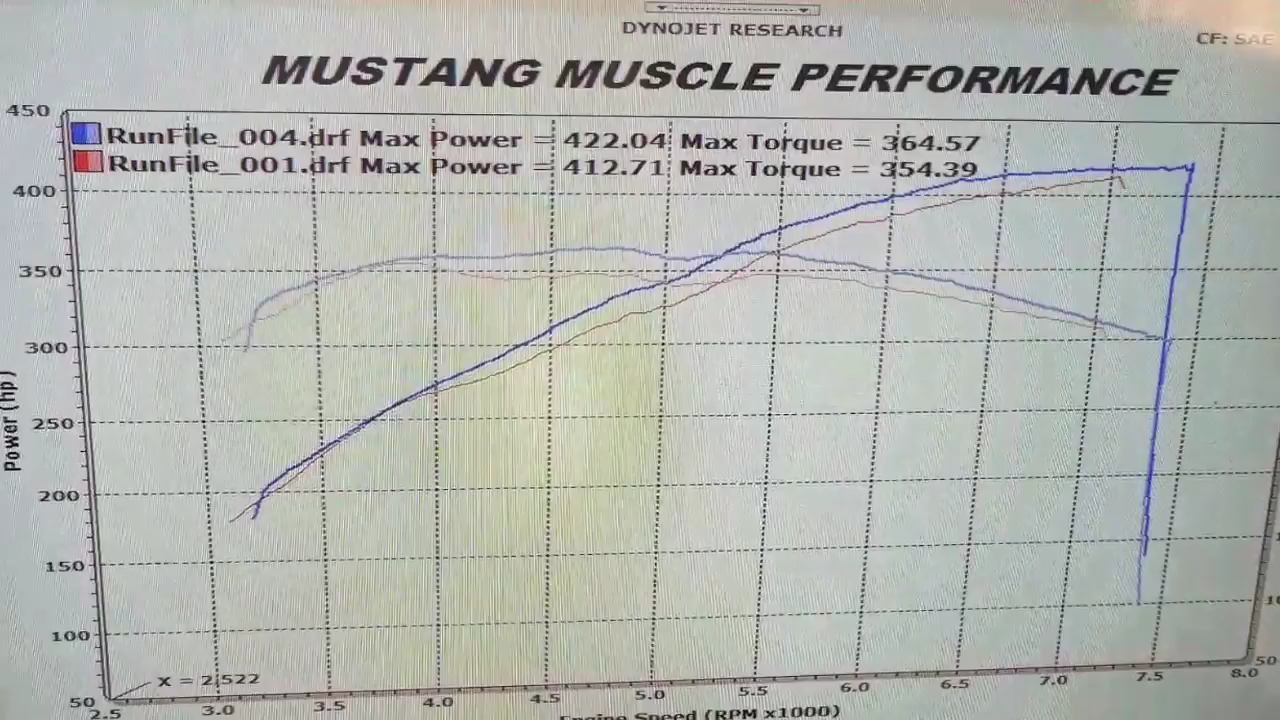 DYNOJET RESEARCH
CF: SAE
MUSTANG MUSCLE PERFORMANCE
RunFile_004.drf Max Power = 422.04 Max Torque = 364.57
RunFile_001.drf Max Power = 412.71 Max Torque = 354.39
450
400
350
300
250
200
150
100
50
Power (hp)
X = 2.522
50
2.5 3.0 3.5 4.0 4.5 5.0 5.5 6.0 6.5 7.0 7.5 8.0
Engine Speed (RPM x1000)